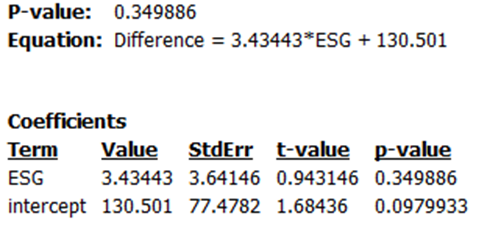 P-value: 0.349886
Equation: Difference = 3.43443*ESG + 130.501
Coefficients
Term Value StdErr t-value p-value
ESG 3.43443 3.64146 0.943146 0.349886
intercept 130.501 77.4782 1.68436 0.0979933